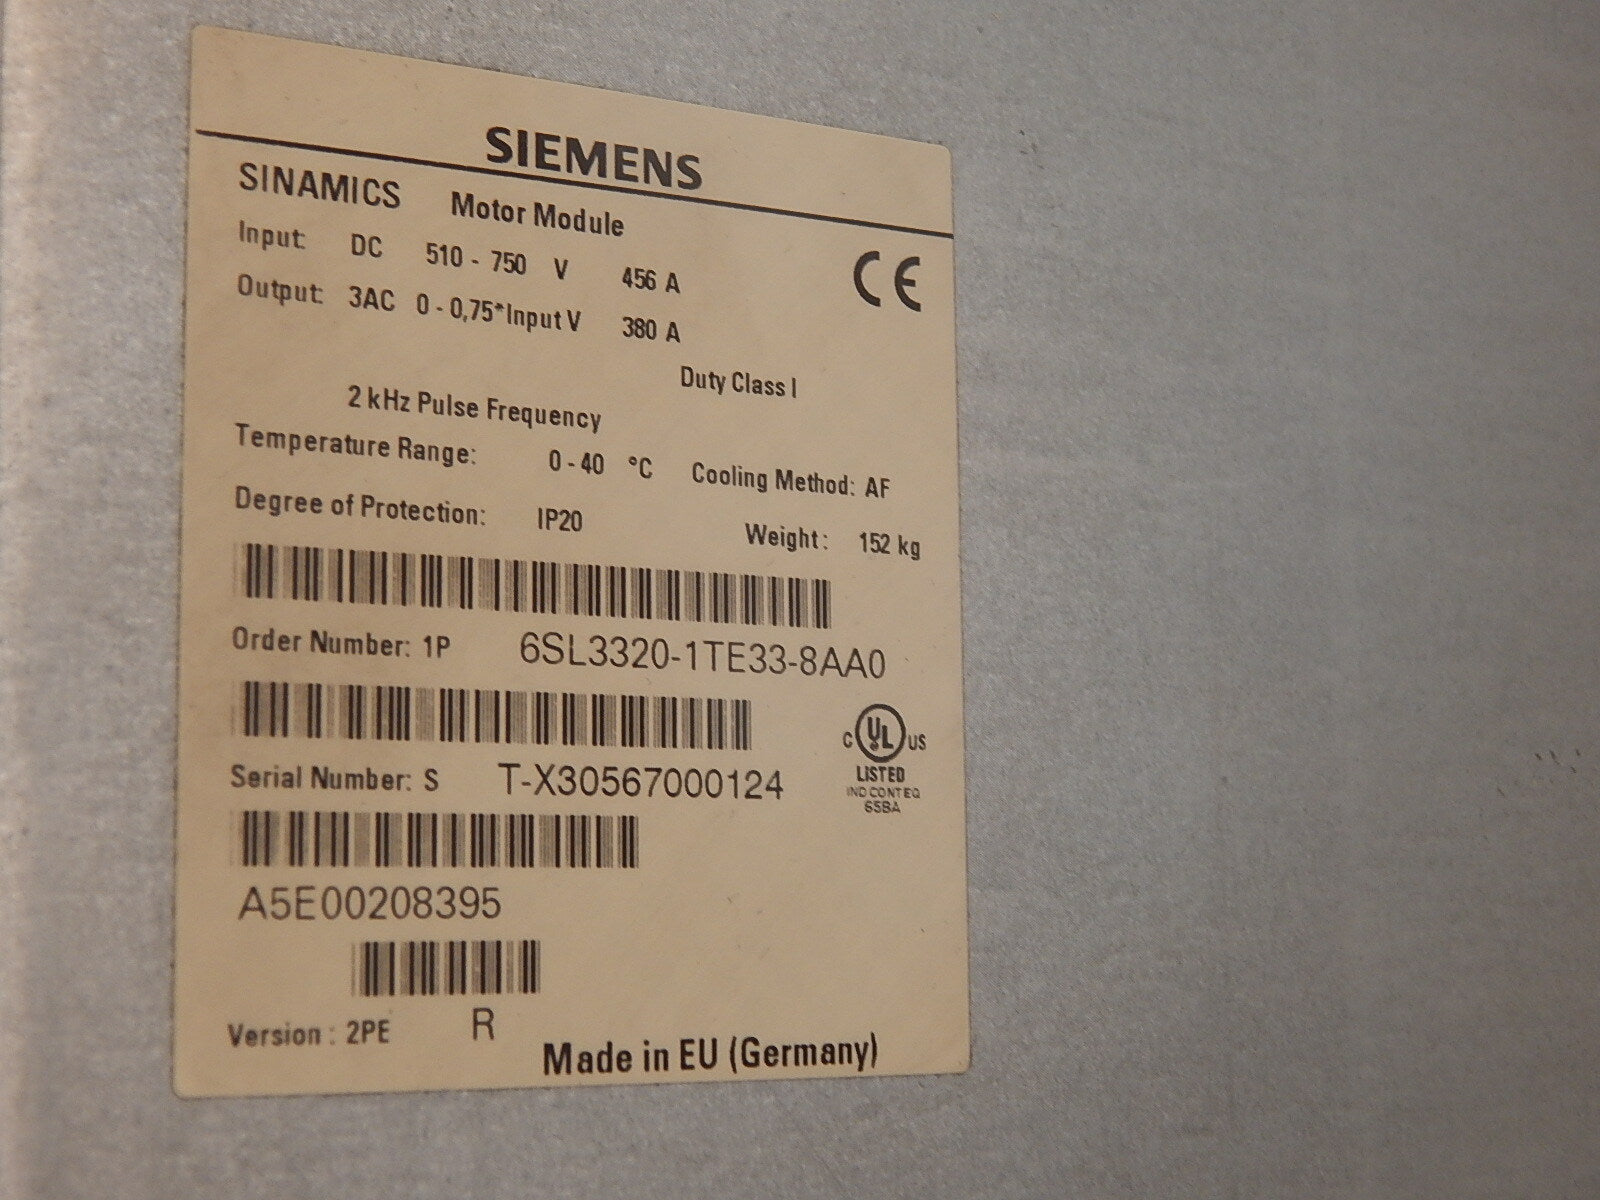 SIEMENS
SINAMICS Motor Module
Input: DC 510 - 750 V 456 A
CE
Output: 3AC 0 - 0,75*Input V 380 A
Duty Class I
2 kHz Pulse Frequency
Temperature Range: 0 - 40 °C Cooling Method: AF
Degree of Protection: IP20 Weight: 152 kg
Order Number: 1P 6SL3320-1TE33-8AA0
C UL US
LISTED
IND CONT EQ
65BA
Serial Number: S T-X30567000124
A5E00208395
Version : 2PE R
Made in EU (Germany)